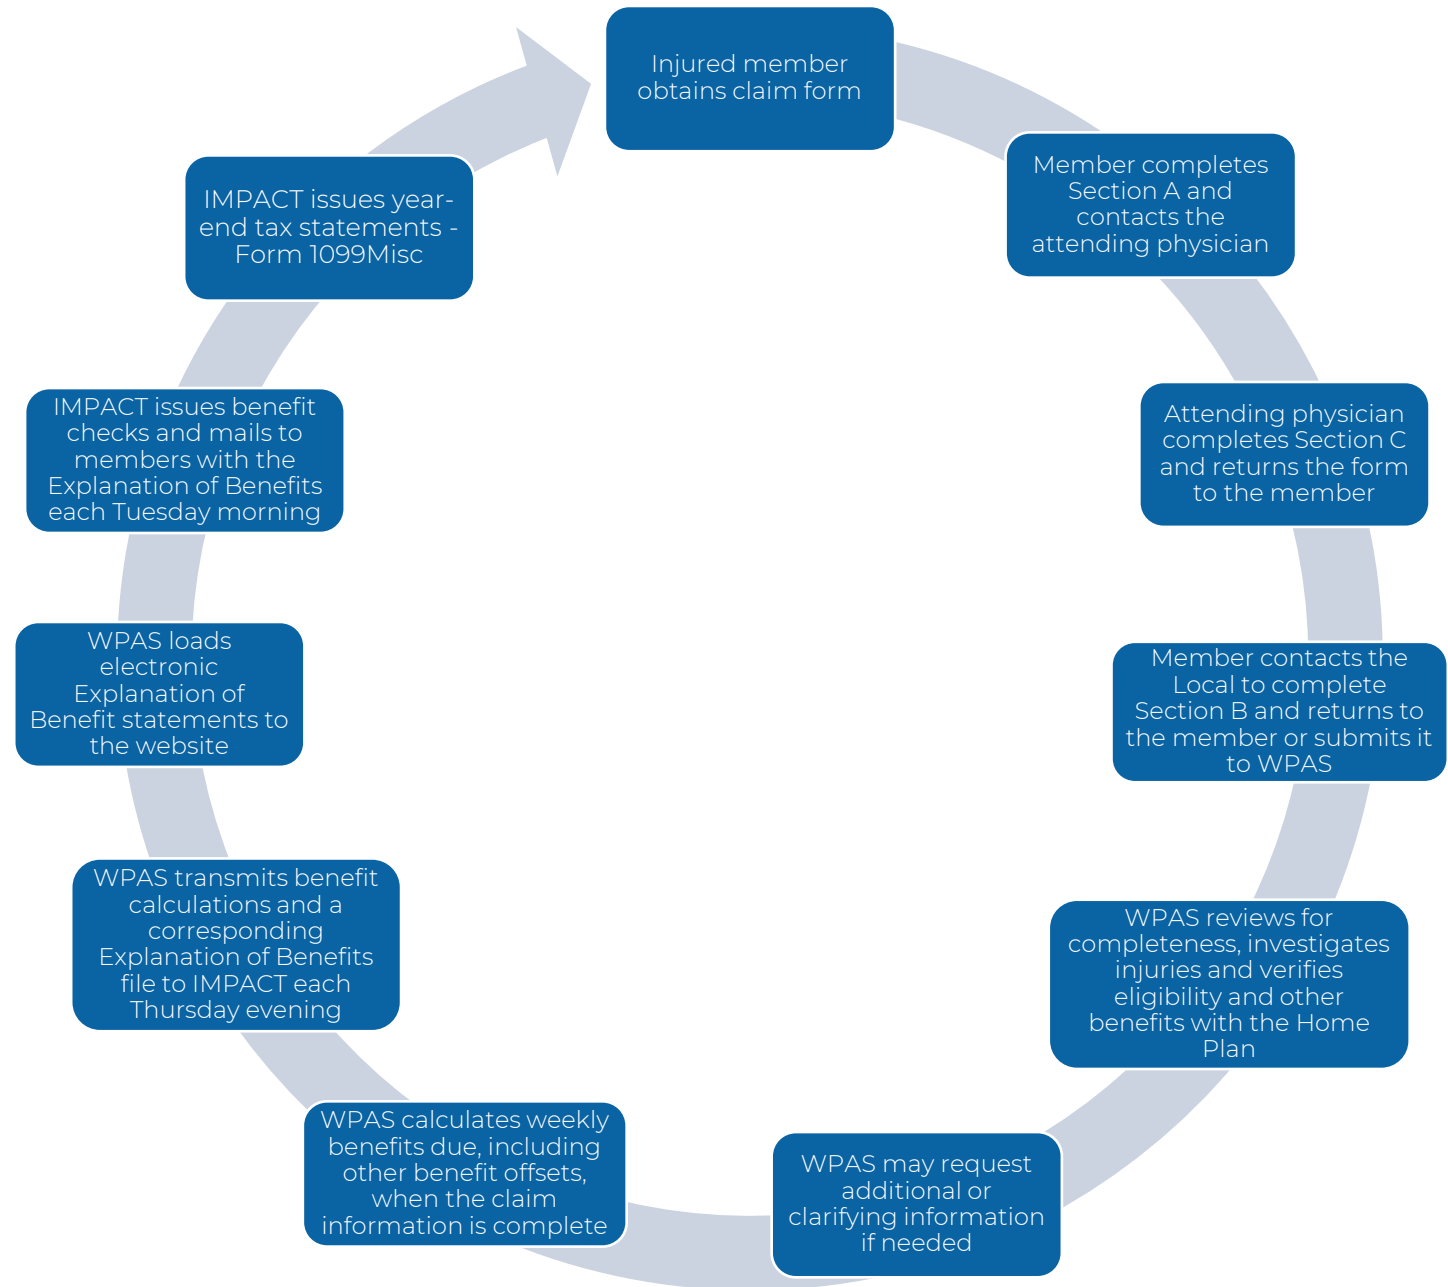 Injured member
obtains claim form
Member completes
Section A and
contacts the
attending physician
Attending physician
completes Section C
and returns the form
to the member
Member contacts the
Local to complete
Section B and returns to
the member or submits it
to WPAS
WPAS reviews for
completeness, investigates
injuries and verifies
eligibility and other
benefits with the Home
Plan
WPAS may request
additional or
clarifying information
if needed
WPAS calculates weekly
benefits due, including
other benefit offsets,
when the claim
information is complete
WPAS transmits benefit
calculations and a
corresponding
Explanation of Benefits
file to IMPACT each
Thursday evening
WPAS loads
electronic
Explanation of
Benefit statements to
the website
IMPACT issues benefit
checks and mails to
members with the
Explanation of Benefits
each Tuesday morning
IMPACT issues year-
end tax statements -
Form 1099Misc